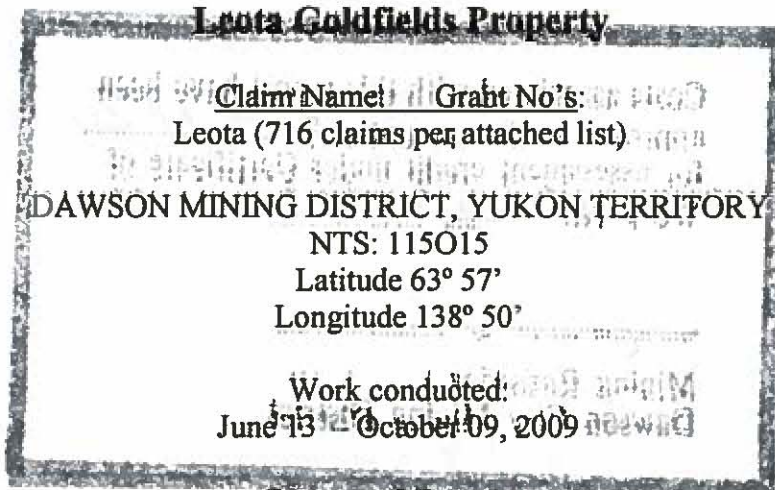 Leota Goldfields Property
Claim Name! Grant No's:
Leota (716 claims per attached list)
DAWSON MINING DISTRICT, YUKON TERRITORY
NTS: 115O15
Latitude 63° 57'
Longitude 138° 50'
Work conducted:
June 13 – October 09, 2009